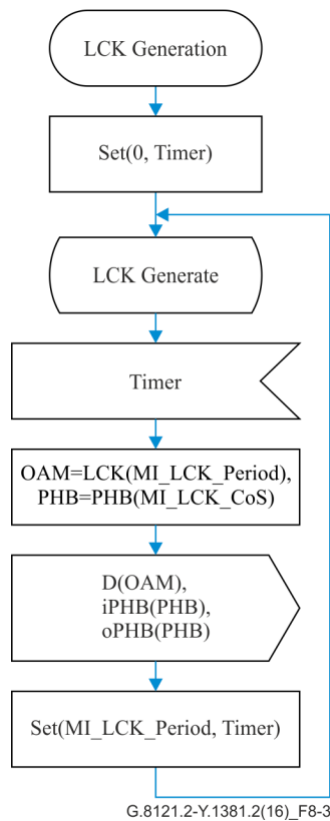 LCK Generation
Set(0, Timer)
LCK Generate
Timer
OAM=LCK(MI_LCK_Period),
PHB=PHB(MI_LCK_CoS)
D(OAM),
iPHB(PHB),
oPHB(PHB)
Set(MI_LCK_Period, Timer)
G.8121.2-Y.1381.2(16)_F8-3